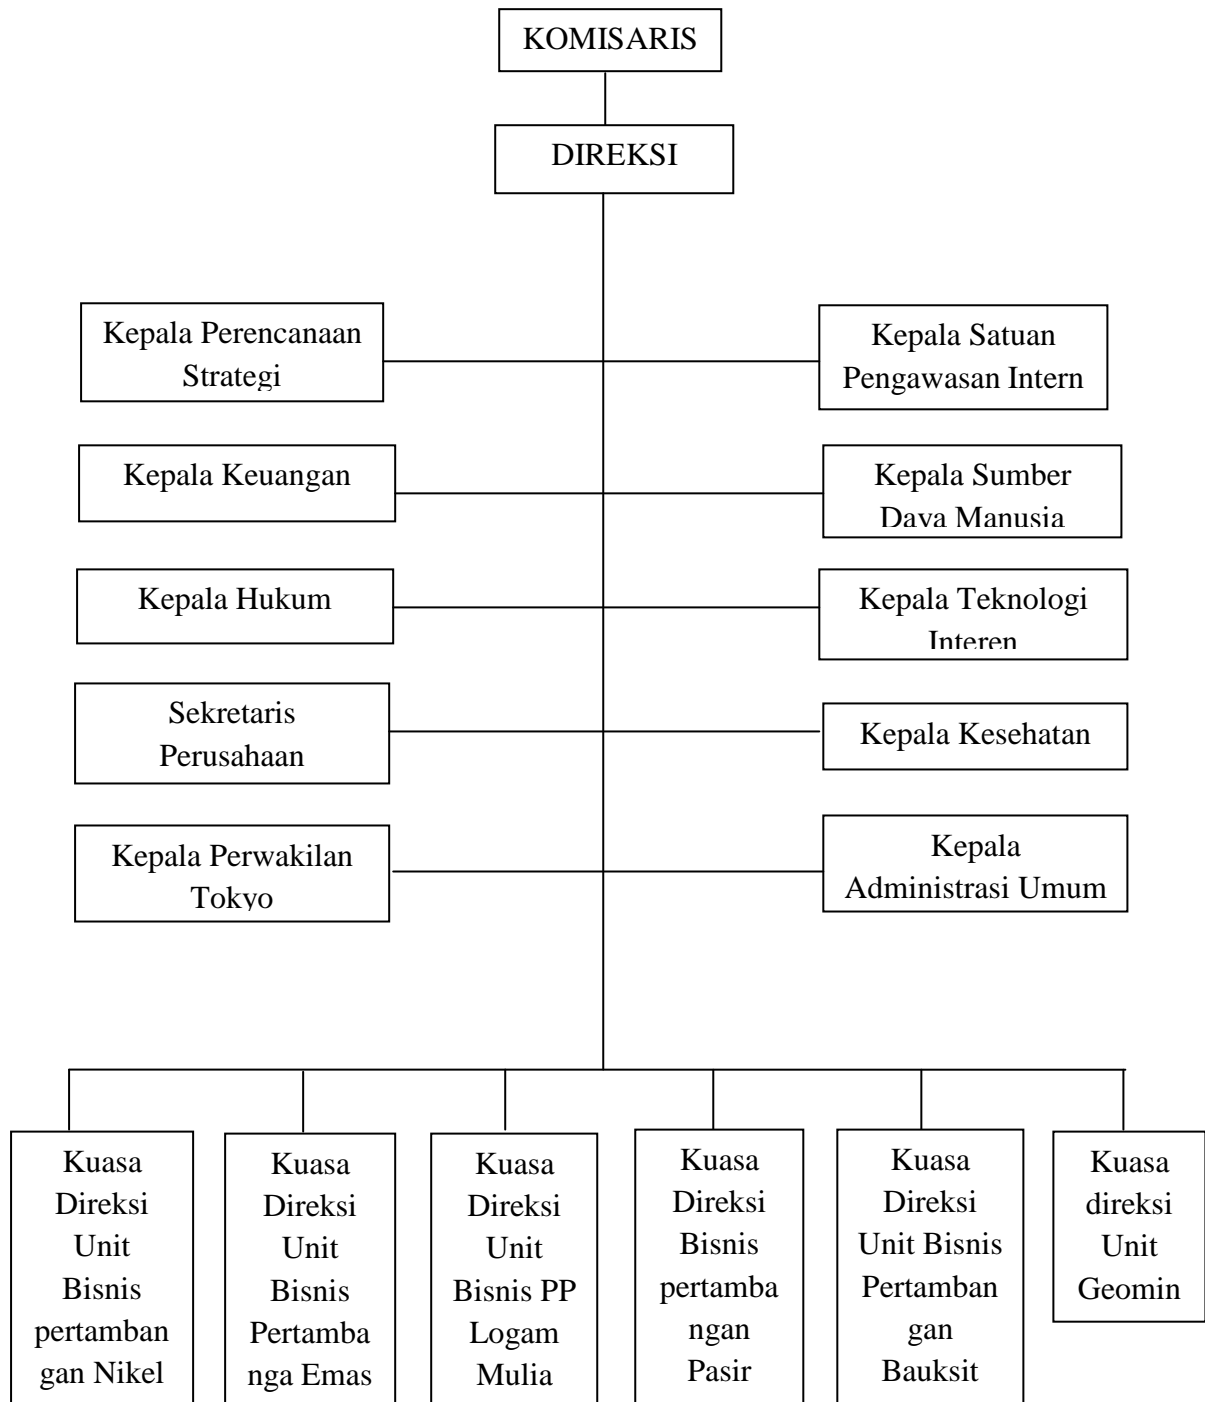 KOMISARIS
DIREKSI
Kepala Perencanaan
Strategi
Kepala Satuan
Pengawasan Intern
Kepala Keuangan
Kepala Sumber
Daya Manusia
Kepala Hukum
Kepala Teknologi
Interen
Sekretaris
Perusahaan
Kepala Kesehatan
Kepala Perwakilan
Tokyo
Kepala
Administrasi Umum
Kuasa
Direksi
Unit
Bisnis
pertamban
gan Nikel
Kuasa
Direksi
Unit
Bisnis
Pertamba
nga Emas
Kuasa
Direksi
Unit
Bisnis PP
Logam
Mulia
Kuasa
Direksi
Bisnis
pertamba
ngan
Pasir
Kuasa
Direksi
Unit Bisnis
Pertamban
gan
Bauksit
Kuasa
direksi
Unit
Geomin